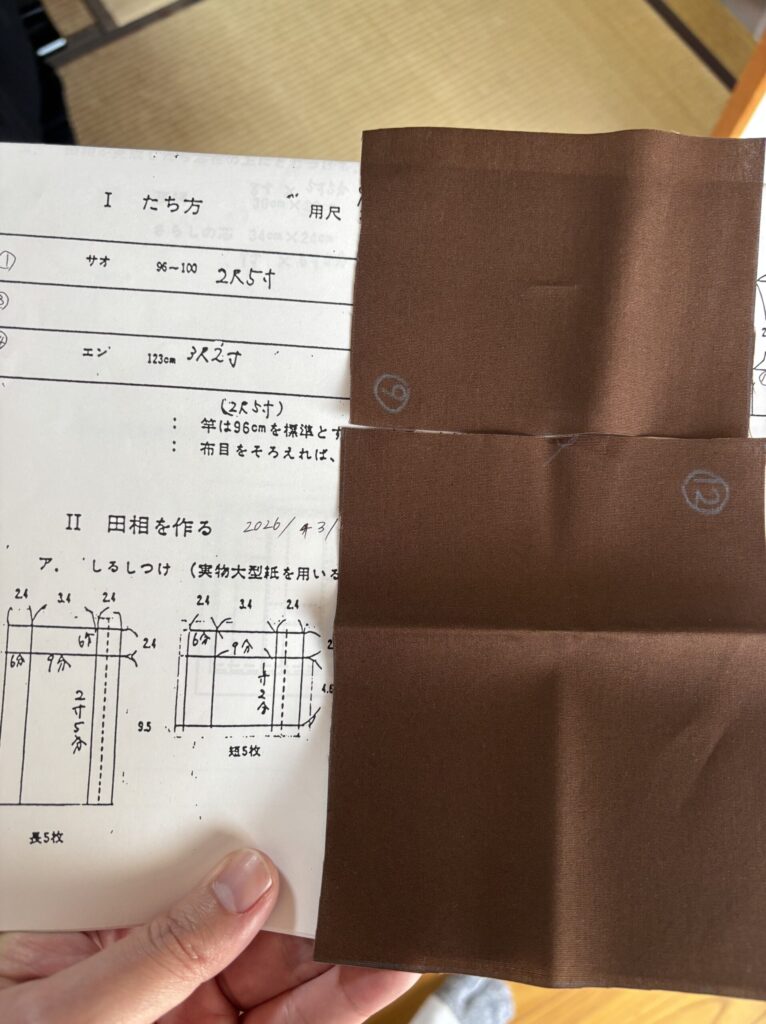 I たち方
用尺
①
サオ 96~100 2尺5寸
③
④
エン 123cm 3尺2寸
(2尺5寸)
: 竿は96cmを標準とす
: 布目をそろえれば、
II 田相を作る 2026/
ア. しるしつけ (実物大型紙を用いる
2.4 3.4 2.4
2.4
6分 9分 6分
2寸5分
9.5
長5枚
2.4 3.4 2.4
6分 9分
寸2分
4.6
短5枚
⑨
⑫